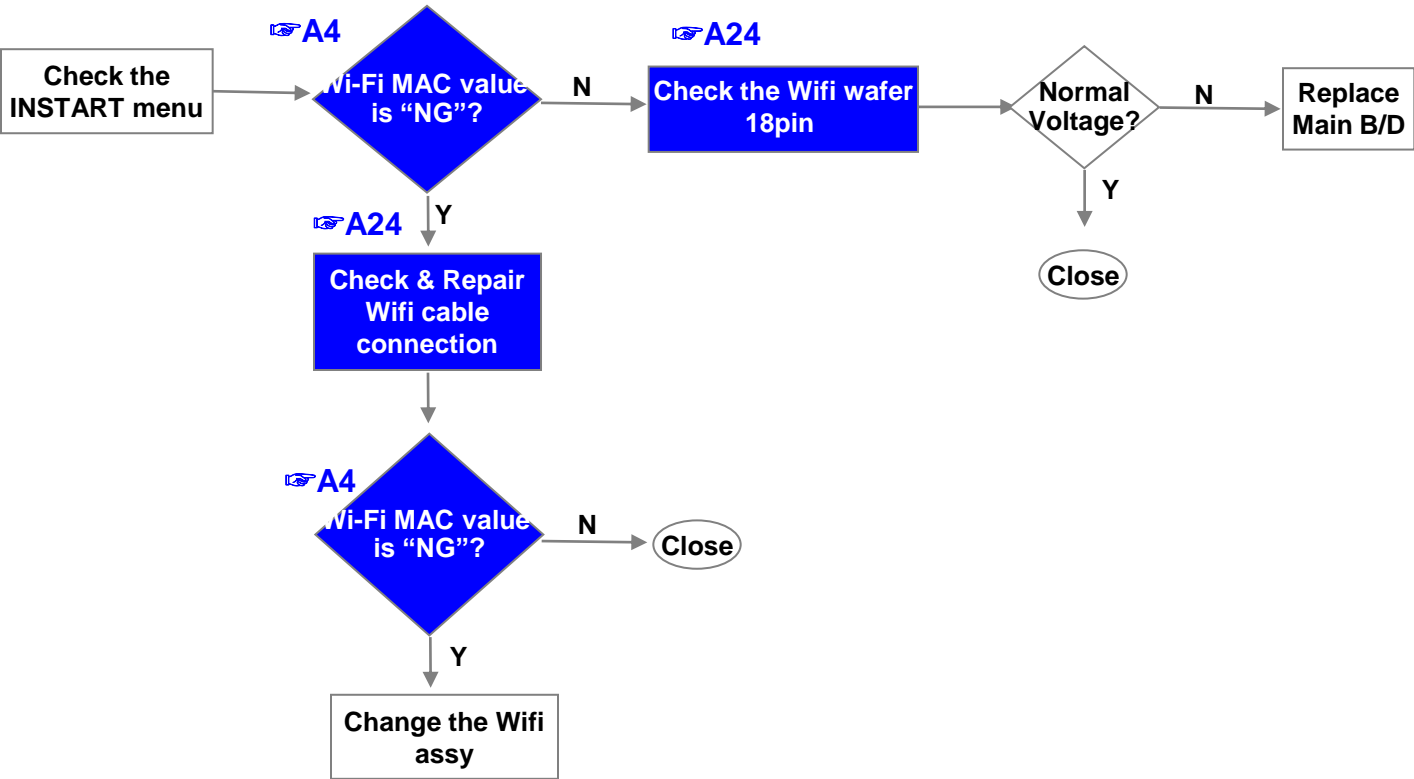 ☞A4
☞A24
Check the
INSTART menu
Wi-Fi MAC value
is “NG”?
N
Check the Wifi wafer
18pin
Normal
Voltage?
N
Replace
Main B/D
Y
Close
☞A24
Y
Check & Repair
Wifi cable
connection
☞A4
Wi-Fi MAC value
is “NG”?
N
Close
Y
Change the Wifi
assy